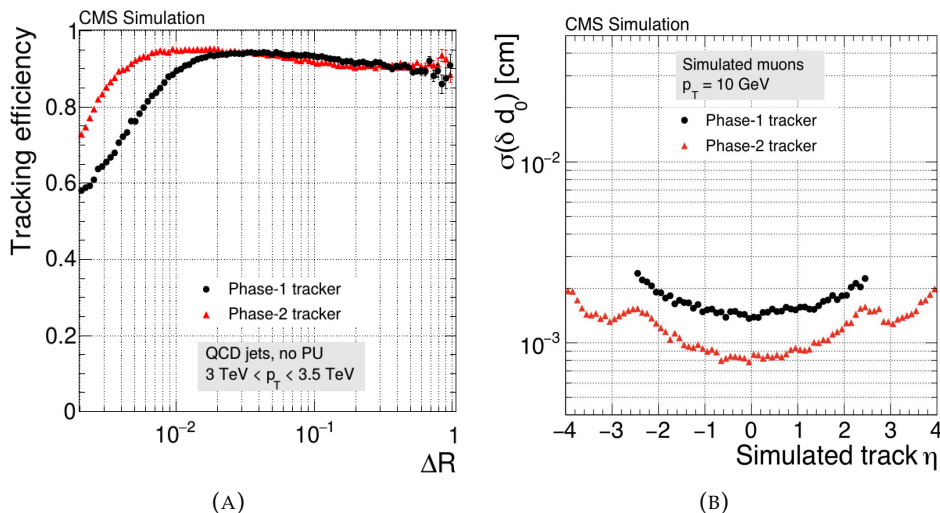 CMS Simulation
Tracking efficiency
1
0.8
0.6
0.4
0.2
0
Phase-1 tracker
Phase-2 tracker
QCD jets, no PU
3 TeV < p_T < 3.5 TeV
10⁻²
10⁻¹
1
ΔR
(A)
CMS Simulation
σ(δ d₀) [cm]
10⁻²
10⁻³
Simulated muons
p_T = 10 GeV
Phase-1 tracker
Phase-2 tracker
−4 −3 −2 −1 0 1 2 3 4
Simulated track η
(B)